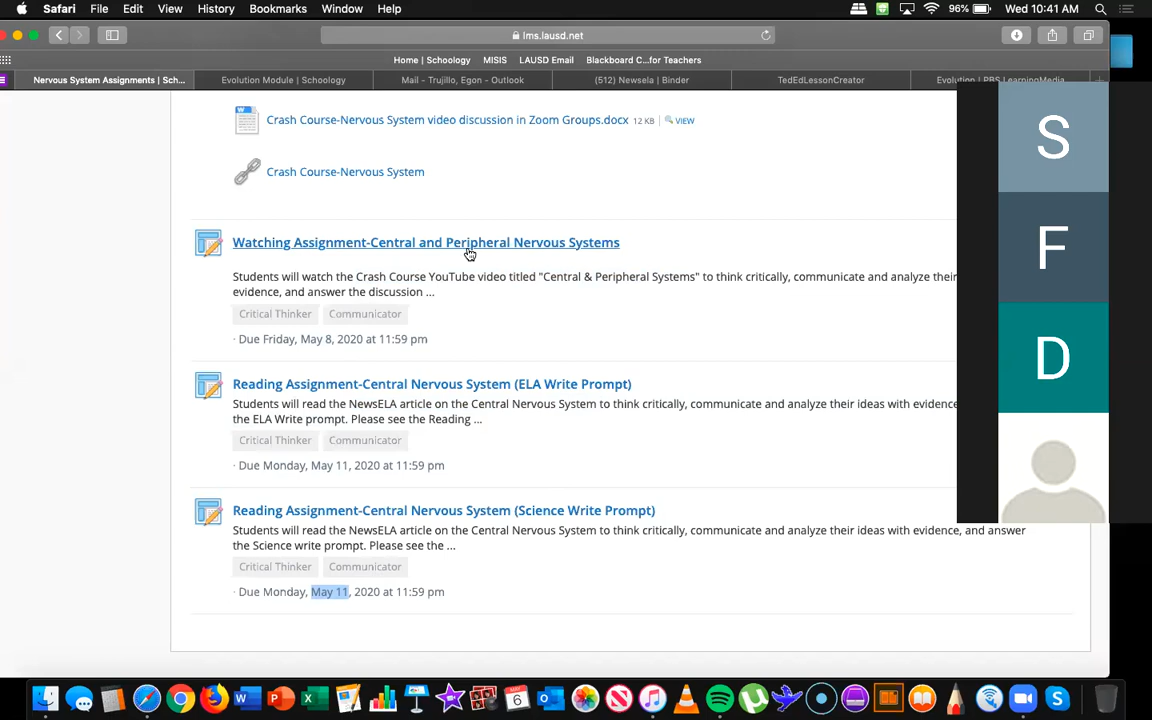 Safari File Edit View History Bookmarks Window Help 96% Wed 10:41 AM
lms.lausd.net
Home | Schoology MISIS LAUSD Email Blackboard C...for Teachers
Nervous System Assignments | Sch... Evolution Module | Schoology Mail - Trujillo, Egon - Outlook (512) Newsela | Binder TedEdLessonCreator Evolution | PBS LearningMedia
Crash Course-Nervous System video discussion in Zoom Groups.docx 12 KB | VIEW
Crash Course-Nervous System
Watching Assignment-Central and Peripheral Nervous Systems
Students will watch the Crash Course YouTube video titled "Central & Peripheral Systems" to think critically, communicate and analyze their
evidence, and answer the discussion ...
Critical Thinker Communicator
· Due Friday, May 8, 2020 at 11:59 pm
Reading Assignment-Central Nervous System (ELA Write Prompt)
Students will read the NewsELA article on the Central Nervous System to think critically, communicate and analyze their ideas with evidence
the ELA Write prompt. Please see the Reading ...
Critical Thinker Communicator
· Due Monday, May 11, 2020 at 11:59 pm
Reading Assignment-Central Nervous System (Science Write Prompt)
Students will read the NewsELA article on the Central Nervous System to think critically, communicate and analyze their ideas with evidence, and answer
the Science write prompt. Please see the ...
Critical Thinker Communicator
· Due Monday, May 11, 2020 at 11:59 pm
S
F
D